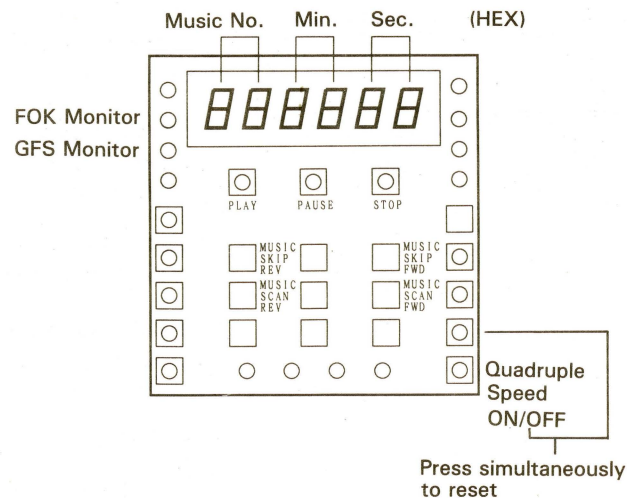 Music No. Min. Sec. (HEX)
FOK Monitor
GFS Monitor
PLAY PAUSE STOP
MUSIC
SKIP
REV
MUSIC
SKIP
FWD
MUSIC
SCAN
REV
MUSIC
SCAN
FWD
Quadruple
Speed
ON/OFF
Press simultaneously
to reset